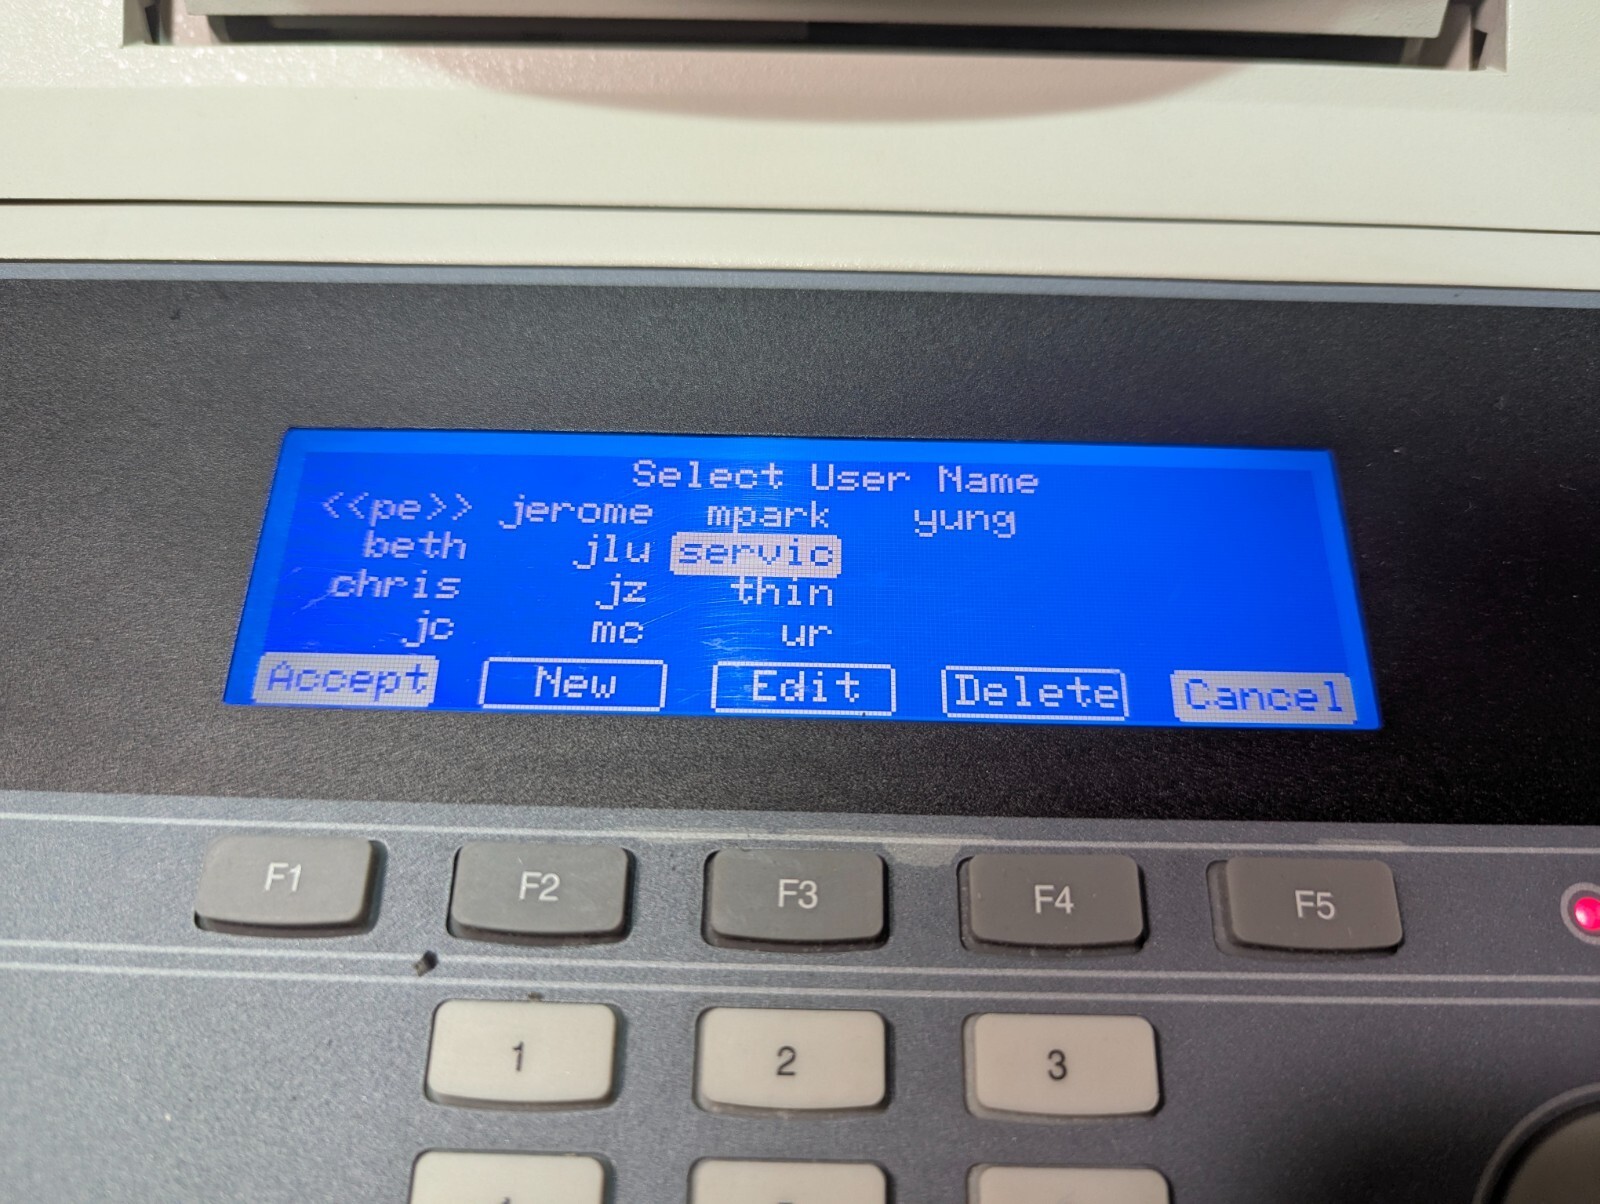 Select User Name
<<pe>> jerome mpark yung
beth jlu servic
chris jz thin
jc mc ur
Accept New Edit Delete Cancel
F1 F2 F3 F4 F5
1 2 3